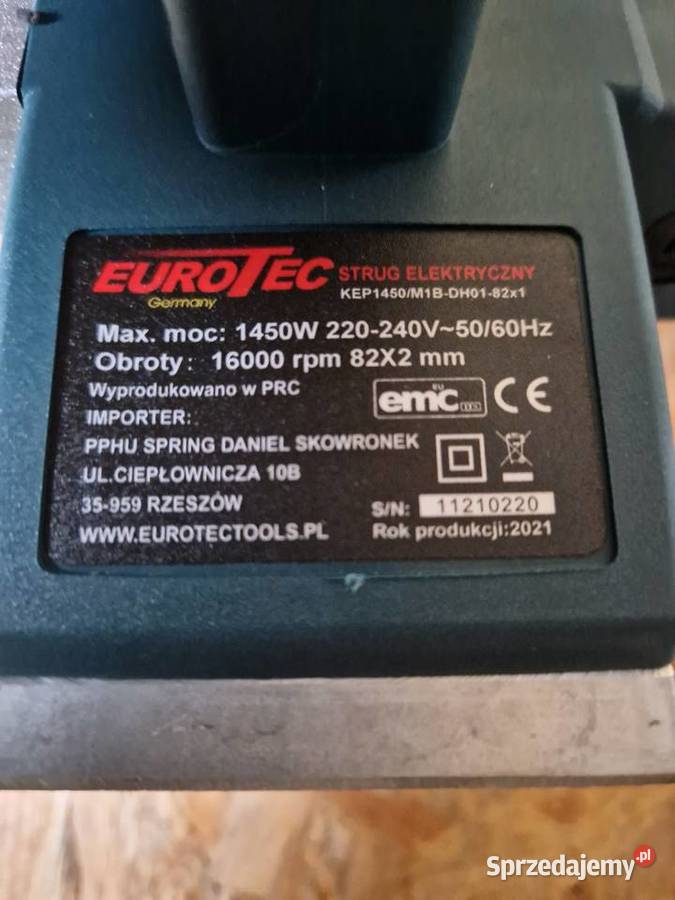 EUROTEC
Germany
STRUG ELEKTRYCZNY
KEP1450/M1B-DH01-82x1
Max. moc: 1450W 220-240V~50/60Hz
Obroty: 16000 rpm 82X2 mm
Wyprodukowano w PRC
IMPORTER:
PPHU SPRING DANIEL SKOWRONEK
UL.CIEPŁOWNICZA 10B
35-959 RZESZÓW
WWW.EUROTECTOOLS.PL
eu
emc
CE
S/N: 11210220
Rok produkcji:2021
Sprzedajemy.pl